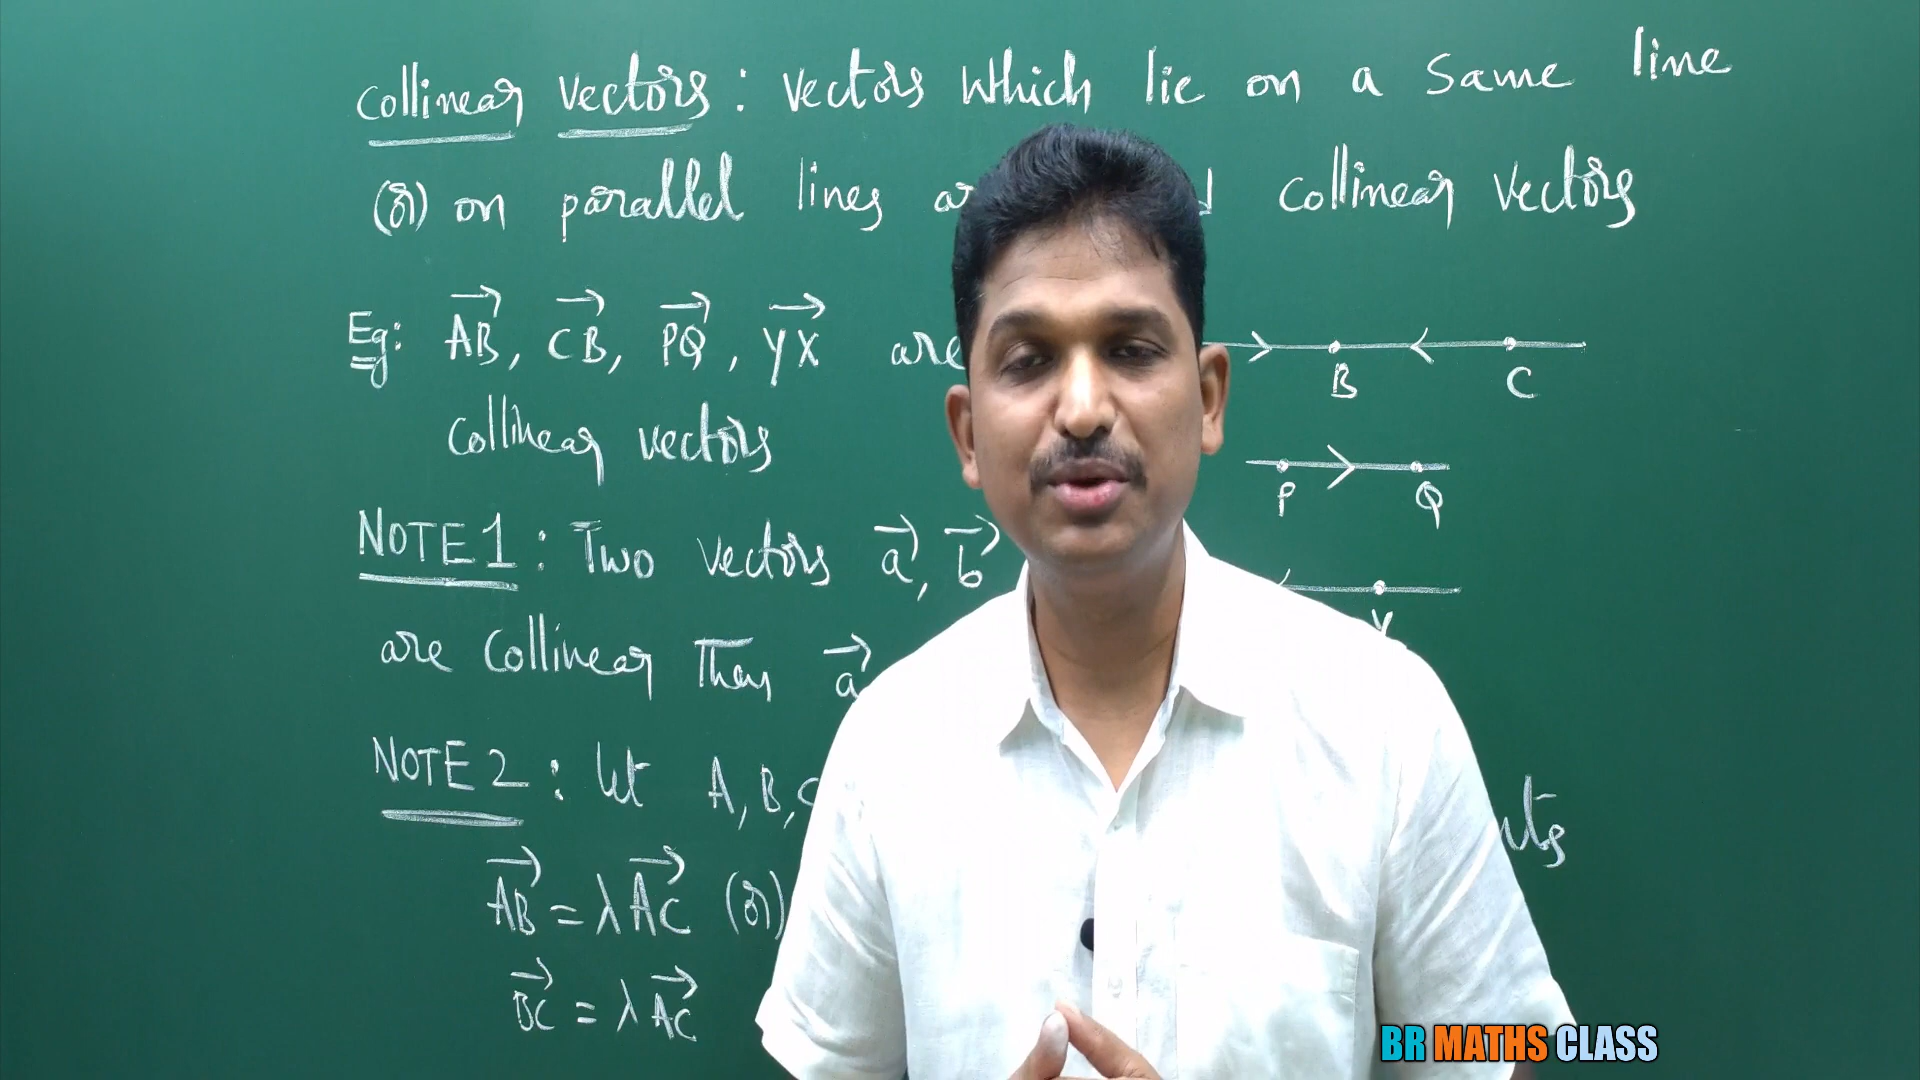 collinear vectors : vectors which lie on a same line
(or) on parallel lines collinear vectors
Eg: AB, CB, PQ, YX are
B C
collinear vectors
P Q
NOTE 1 : Two vectors a, b
Y
are collinear Then a
NOTE 2 : let A, B, C
AB = λ AC (or)
BC = λ AC
BR MATHS CLASS